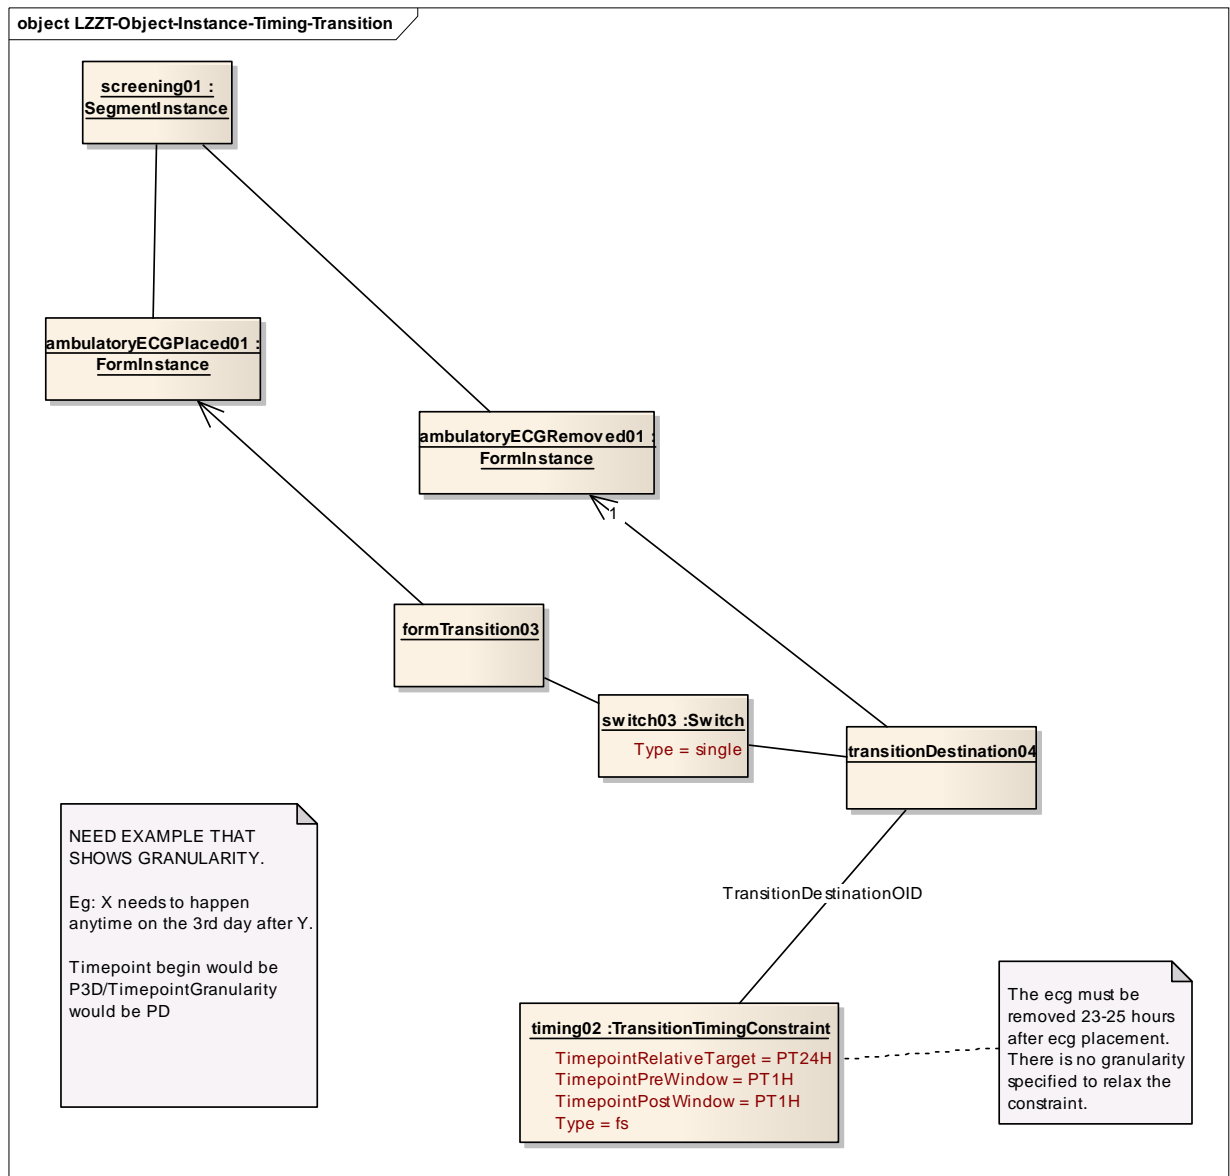 object LZZT-Object-Instance-Timing-Transition
screening01 :
SegmentInstance
ambulatoryECGPlaced01 :
FormInstance
ambulatoryECGRemoved01 :
FormInstance
1
formTransition03
switch03 :Switch
Type = single
transitionDestination04
NEED EXAMPLE THAT
SHOWS GRANULARITY.
Eg: X needs to happen
anytime on the 3rd day after Y.
Timepoint begin would be
P3D/TimepointGranularity
would be PD
TransitionDestinationOID
timing02 :TransitionTimingConstraint
TimepointRelativeTarget = PT24H
TimepointPreWindow = PT1H
TimepointPostWindow = PT1H
Type = fs
The ecg must be
removed 23-25 hours
after ecg placement.
There is no granularity
specified to relax the
constraint.